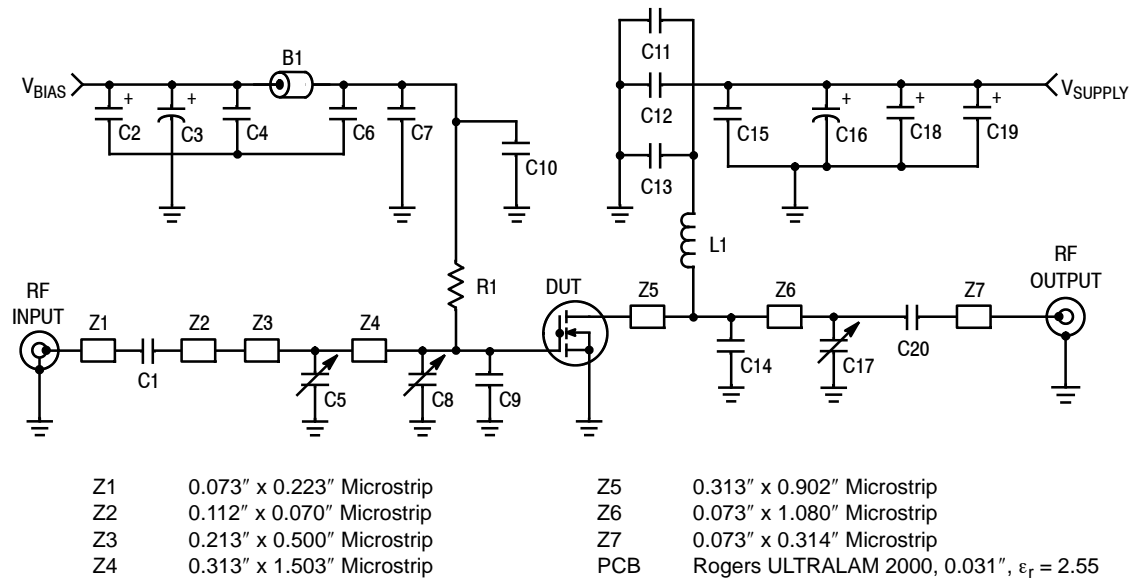 B1
C11
V_BIAS
+
+
C2
C3
C4
C6
C7
C10
C12
C13
C15
+
C16
+
C18
+
C19
V_SUPPLY
L1
R1
RF
INPUT
Z1
C1
Z2
Z3
C5
Z4
C8
C9
DUT
Z5
C14
Z6
C17
C20
Z7
RF
OUTPUT
Z1 0.073″ x 0.223″ Microstrip
Z2 0.112″ x 0.070″ Microstrip
Z3 0.213″ x 0.500″ Microstrip
Z4 0.313″ x 1.503″ Microstrip
Z5 0.313″ x 0.902″ Microstrip
Z6 0.073″ x 1.080″ Microstrip
Z7 0.073″ x 0.314″ Microstrip
PCB Rogers ULTRALAM 2000, 0.031″, εr = 2.55